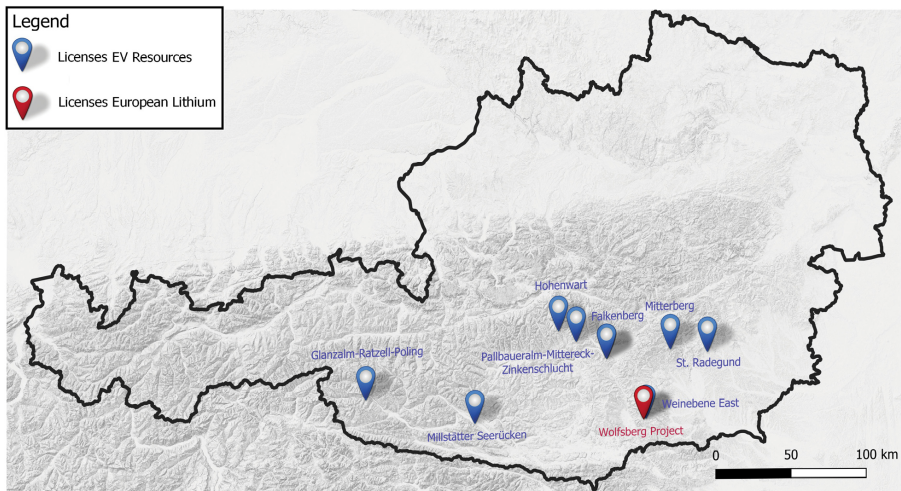 Legend
Licenses EV Resources
Licenses European Lithium
Hohenwart
Falkenberg
Mitterberg
Pallbaueralm-Mittereck-
Zinkenschlucht
St. Radegund
Glanzalm-Ratzell-Poling
Weinebene East
Millstätter Seerücken
Wolfsberg Project
0 50 100 km